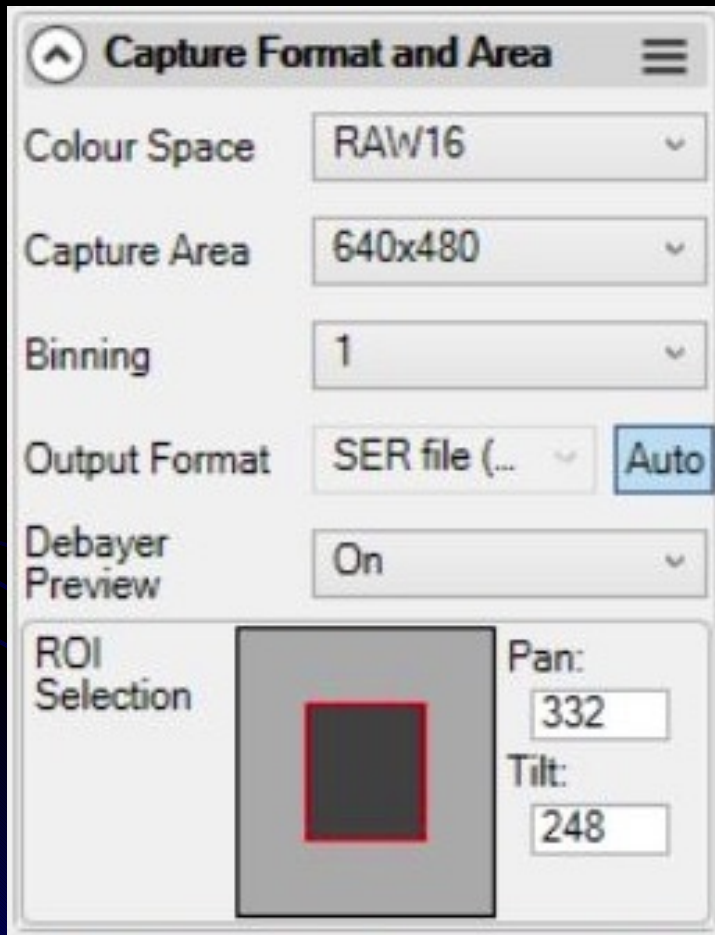 Capture Format and Area
Colour Space RAW16
Capture Area 640x480
Binning 1
Output Format SER file (... Auto
Debayer
Preview On
ROI
Selection
Pan:
332
Tilt:
248